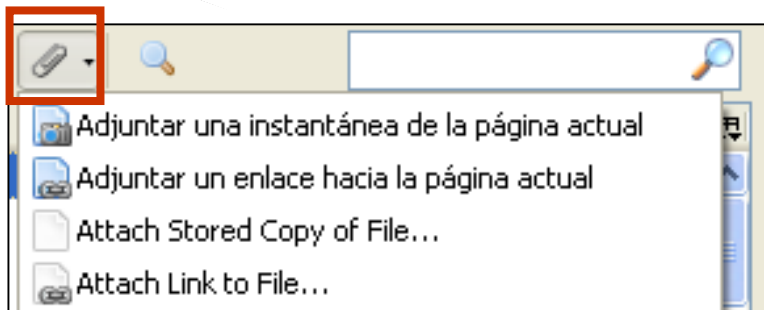 Adjuntar una instantánea de la página actual
Adjuntar un enlace hacia la página actual
Attach Stored Copy of File...
Attach Link to File...